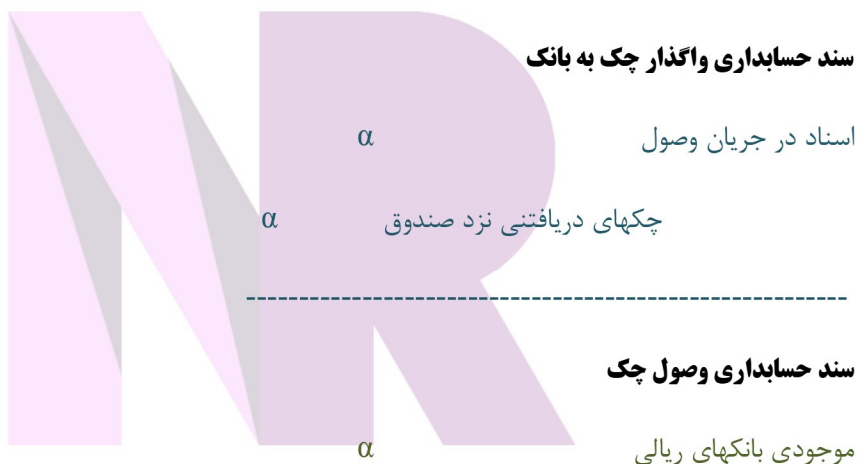 سند حسابداری واگذار چک به بانک
اسناد در جریان وصول α
چکهای دریافتنی نزد صندوق α
---------------------------------------------------------
سند حسابداری وصول چک
موجودی بانکهای ریالی α
NR